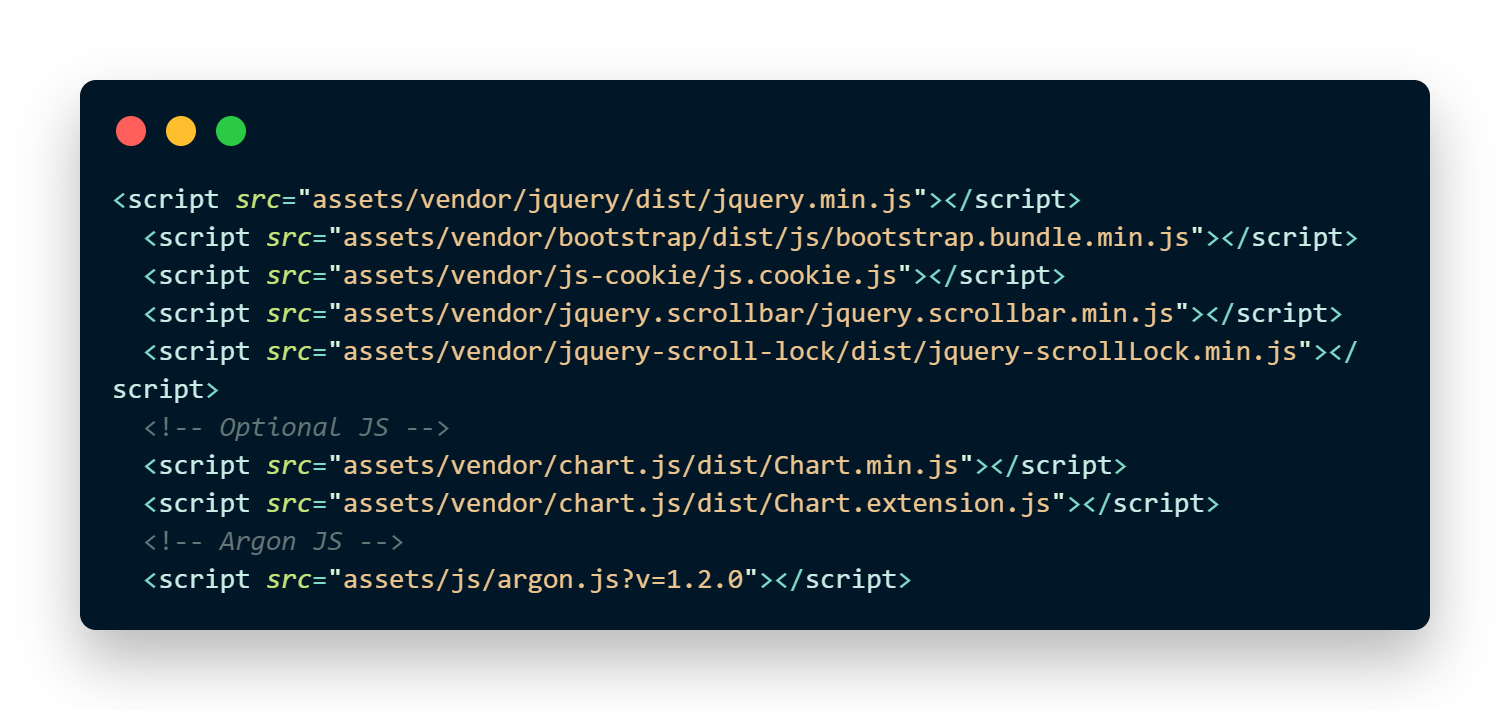 <script src="assets/vendor/jquery/dist/jquery.min.js"></script>
  <script src="assets/vendor/bootstrap/dist/js/bootstrap.bundle.min.js"></script>
  <script src="assets/vendor/js-cookie/js.cookie.js"></script>
  <script src="assets/vendor/jquery.scrollbar/jquery.scrollbar.min.js"></script>
  <script src="assets/vendor/jquery-scroll-lock/dist/jquery-scrollLock.min.js"></
script>
  <!-- Optional JS -->
  <script src="assets/vendor/chart.js/dist/Chart.min.js"></script>
  <script src="assets/vendor/chart.js/dist/Chart.extension.js"></script>
  <!-- Argon JS -->
  <script src="assets/js/argon.js?v=1.2.0"></script>